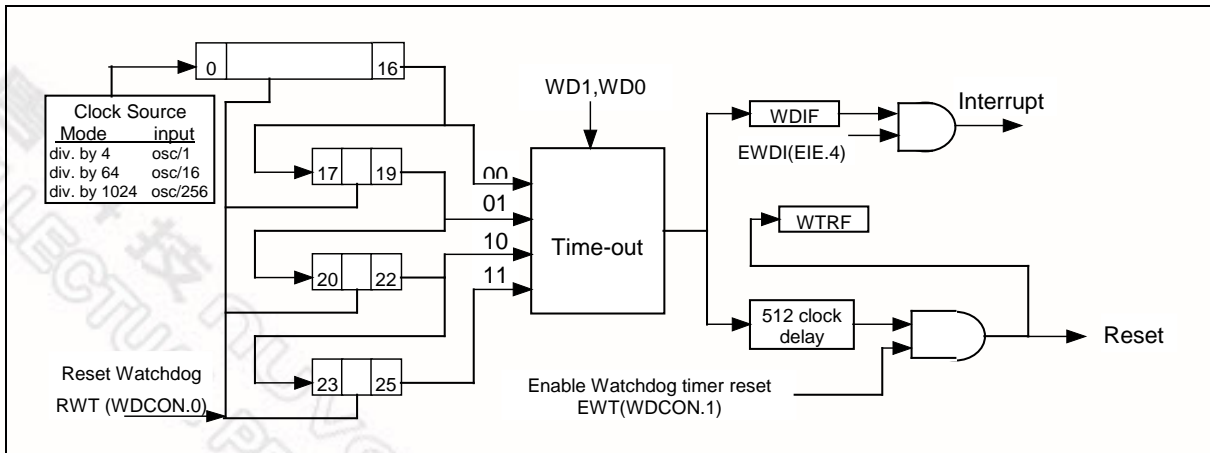 0 16
WD1,WD0
Clock Source
Mode input
div. by 4 osc/1
div. by 64 osc/16
div. by 1024 osc/256
WDIF
Interrupt
EWDI(EIE.4)
17 19
00
01
WTRF
Time-out
10
20 22
11
512 clock
delay
Reset
Reset Watchdog
RWT (WDCON.0)
23 25
Enable Watchdog timer reset
EWT(WDCON.1)